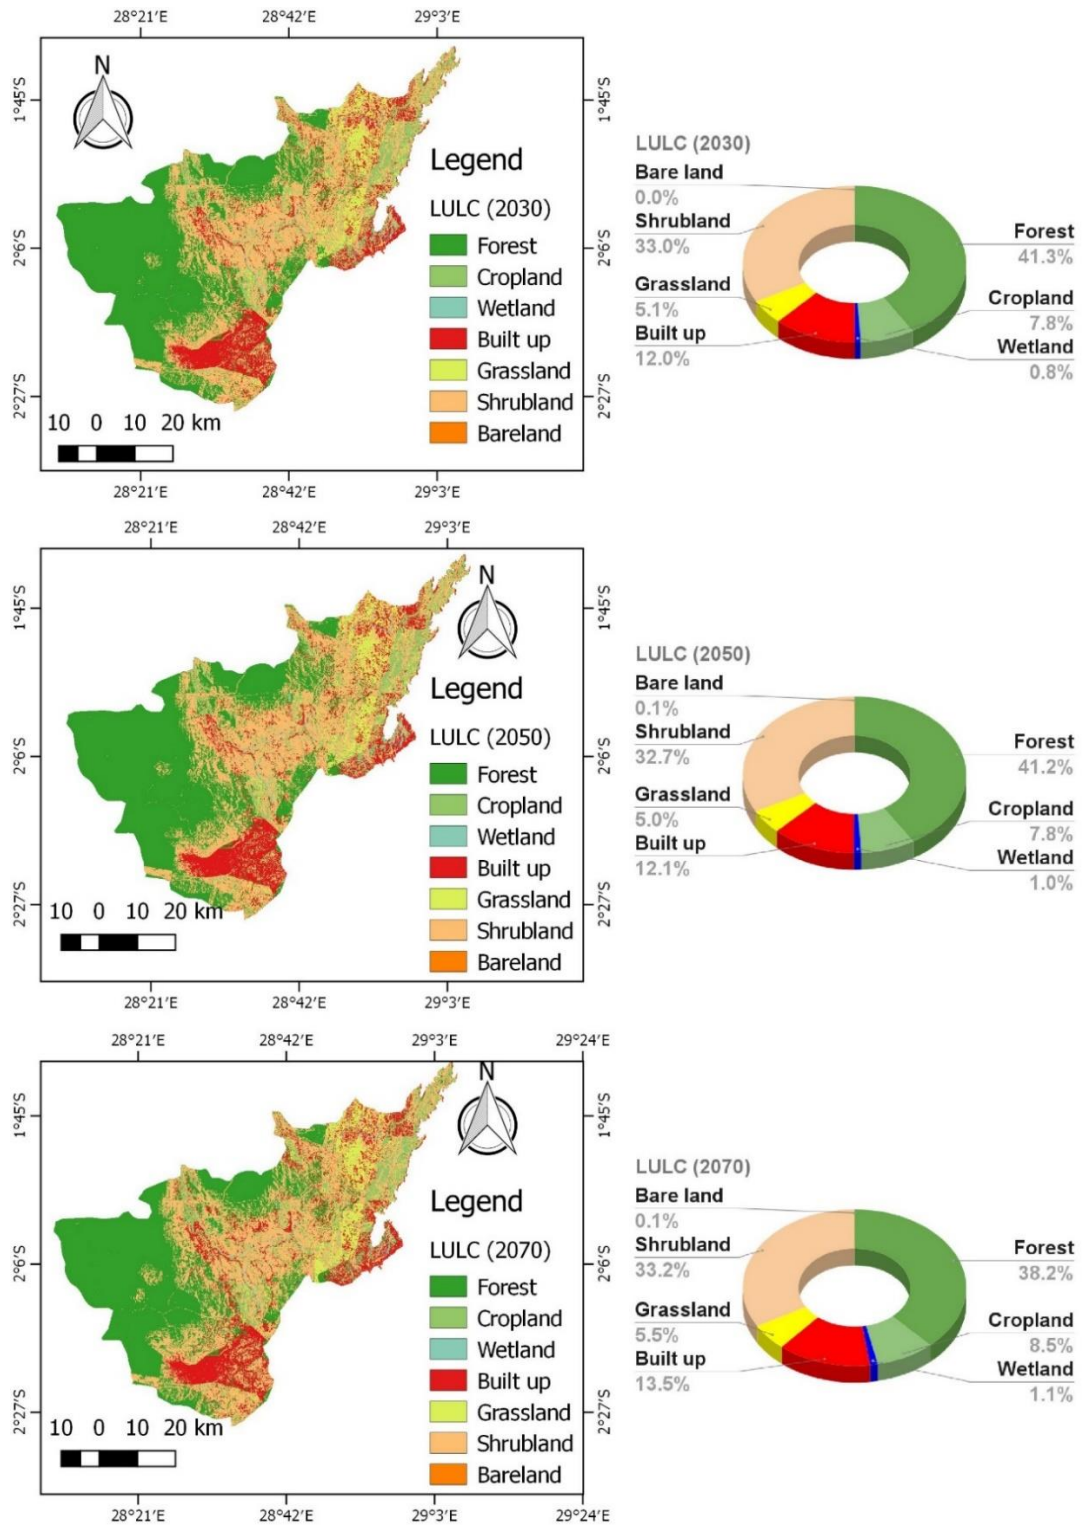 28°21'E 28°42'E 29°3'E
N
1°45'S 1°45'S
2°6'S 2°6'S
2°27'S 2°27'S
Legend
LULC (2030)
Forest
Cropland
Wetland
Built up
Grassland
Shrubland
Bareland
10 0 10 20 km
28°21'E 28°42'E 29°3'E
LULC (2030)
Bare land
0.0%
Shrubland
33.0%
Grassland
5.1%
Built up
12.0%
Forest
41.3%
Cropland
7.8%
Wetland
0.8%
28°21'E 28°42'E 29°3'E
N
1°45'S 1°45'S
2°6'S 2°6'S
2°27'S 2°27'S
Legend
LULC (2050)
Forest
Cropland
Wetland
Built up
Grassland
Shrubland
Bareland
10 0 10 20 km
28°21'E 28°42'E 29°3'E
LULC (2050)
Bare land
0.1%
Shrubland
32.7%
Grassland
5.0%
Built up
12.1%
Forest
41.2%
Cropland
7.8%
Wetland
1.0%
28°21'E 28°42'E 29°3'E 29°24'E
N
1°45'S 1°45'S
2°6'S 2°6'S
2°27'S 2°27'S
Legend
LULC (2070)
Forest
Cropland
Wetland
Built up
Grassland
Shrubland
Bareland
10 0 10 20 km
28°21'E 28°42'E 29°3'E 29°24'E
LULC (2070)
Bare land
0.1%
Shrubland
33.2%
Grassland
5.5%
Built up
13.5%
Forest
38.2%
Cropland
8.5%
Wetland
1.1%